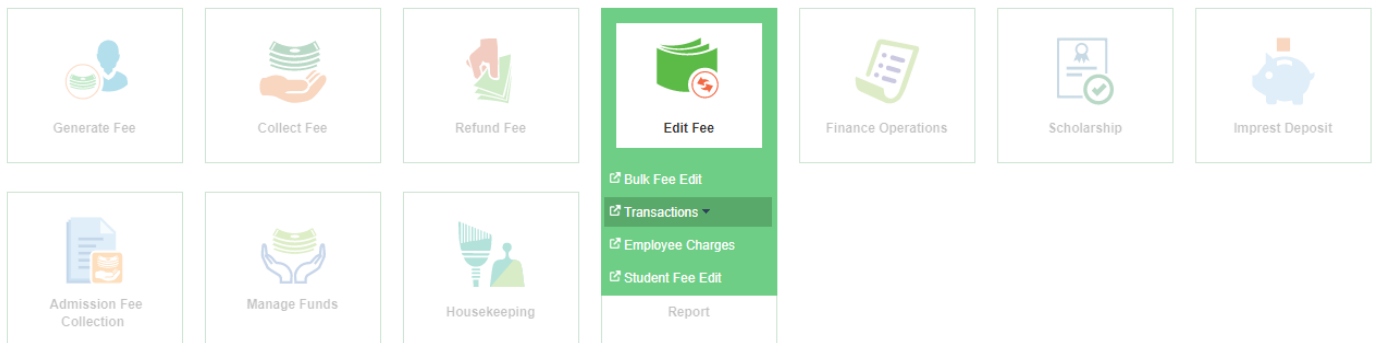 Generate Fee
Collect Fee
Refund Fee
Edit Fee
Finance Operations
Scholarship
Imprest Deposit
Bulk Fee Edit
Transactions
Employee Charges
Student Fee Edit
Admission Fee
Collection
Manage Funds
Housekeeping
Report